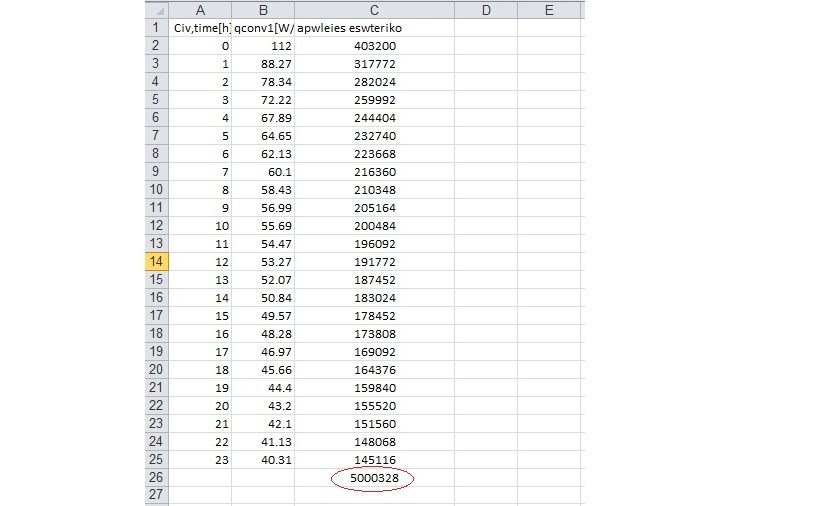 A B C D E
1 Civ,time[h] qconv1[W/ apwleies eswteriko
2 0 112 403200
3 1 88.27 317772
4 2 78.34 282024
5 3 72.22 259992
6 4 67.89 244404
7 5 64.65 232740
8 6 62.13 223668
9 7 60.1 216360
10 8 58.43 210348
11 9 56.99 205164
12 10 55.69 200484
13 11 54.47 196092
14 12 53.27 191772
15 13 52.07 187452
16 14 50.84 183024
17 15 49.57 178452
18 16 48.28 173808
19 17 46.97 169092
20 18 45.66 164376
21 19 44.4 159840
22 20 43.2 155520
23 21 42.1 151560
24 22 41.13 148068
25 23 40.31 145116
26 5000328
27